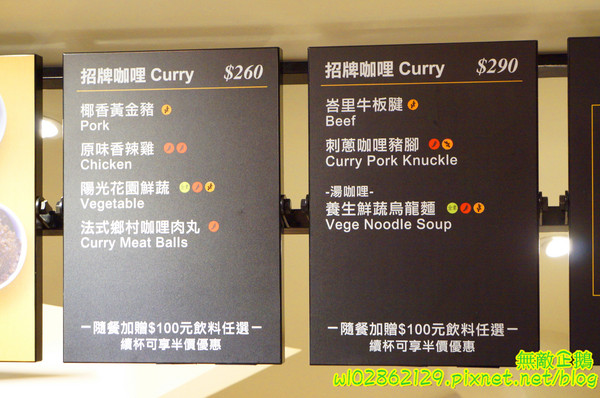 招牌咖哩 Curry $260
椰香黃金豬
Pork
原味香辣雞
Chicken
陽光花園鮮蔬
Vegetable
法式鄉村咖哩肉丸
Curry Meat Balls
－隨餐加贈$100元飲料任選－
續杯可享半價優惠
招牌咖哩 Curry $290
峇里牛板腱
Beef
刺蔥咖哩豬腳
Curry Pork Knuckle
-湯咖哩-
養生鮮蔬烏龍麵
Vege Noodle Soup
－隨餐加贈$100元飲料任選－
續杯可享半價優惠
無敵企鵝
w102862129.pixnet.net/blog